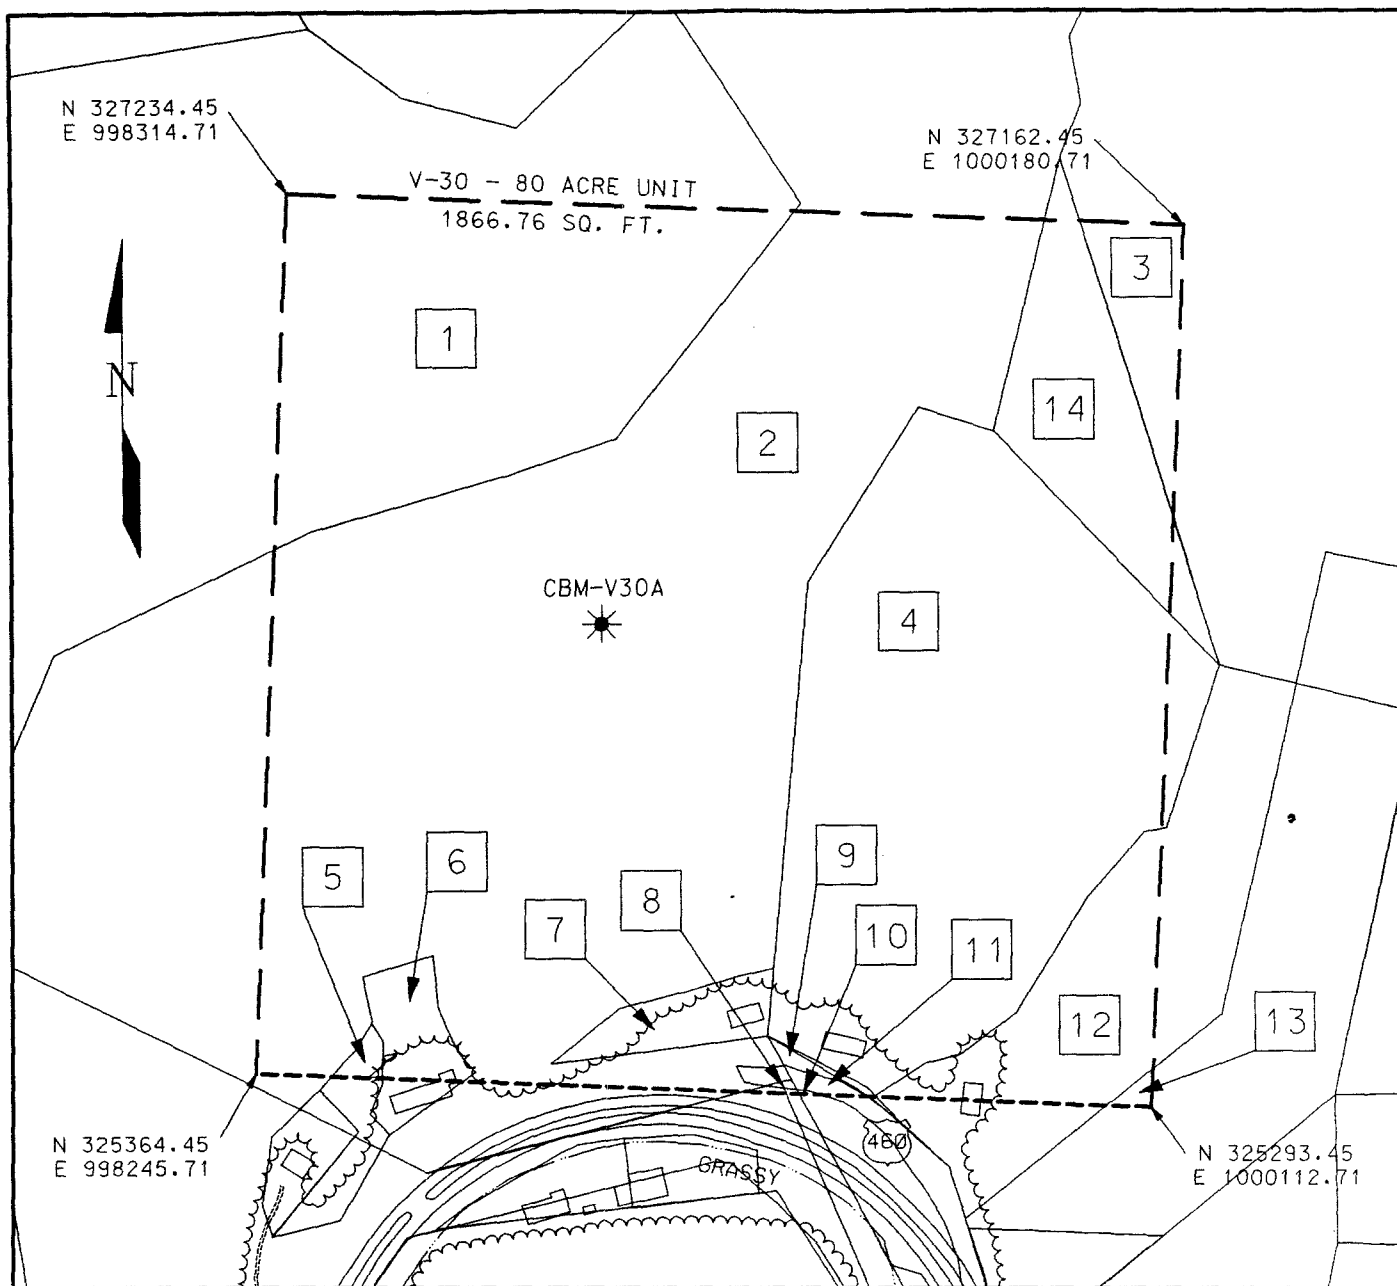 N 327234.45
E 998314.71
N 327162.45
E 1000180.71
V-30 - 80 ACRE UNIT
1866.76 SQ. FT.
3
1
N
14
2
CBM-V30A
4
5
6
7
8
9
10
11
12
13
N 325364.45
E 998245.71
460
GRASSY
N 325293.45
E 1000112.71